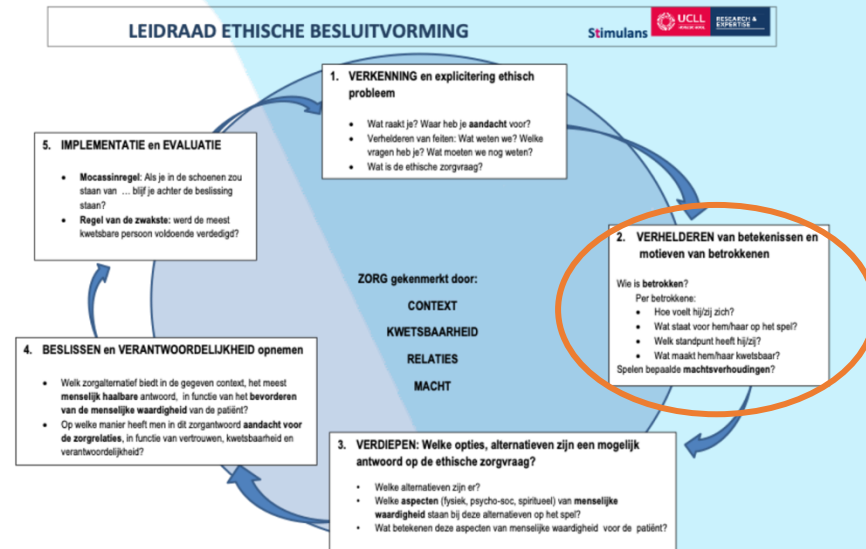 LEIDRAAD ETHISCHE BESLUITVORMING
Stimulans
UCLL
RESEARCH &
EXPERTISE
1. VERKENNING en explicitering ethisch
probleem
• Wat raakt je? Waar heb je aandacht voor?
• Verhelderen van feiten: Wat weten we? Welke
vragen heb je? Wat moeten we nog weten?
• Wat is de ethische zorgvraag?
2. VERHELDEREN van betekenissen en
motieven van betrokkenen
Wie is betrokken?
Per betrokkene:
• Hoe voelt hij/zij zich?
• Wat staat voor hem/haar op het spel?
• Welk standpunt heeft hij/zij?
• Wat maakt hem/haar kwetsbaar?
Spelen bepaalde machtsverhoudingen?
3. VERDIEPEN: Welke opties, alternatieven zijn een mogelijk
antwoord op de ethische zorgvraag?
• Welke alternatieven zijn er?
• Welke aspecten (fysiek, psycho-soc, spiritueel) van menselijke
waardigheid staan bij deze alternatieven op het spel?
• Wat betekenen deze aspecten van menselijke waardigheid voor de patiënt?
4. BESLISSEN en VERANTWOORDELIJKHEID opnemen
• Welk zorgalternatief biedt in de gegeven context, het meest
menselijk haalbare antwoord, in functie van het bevorderen
van de menselijke waardigheid van de patiënt?
• Op welke manier heeft men in dit zorgantwoord aandacht voor
de zorgrelaties, in functie van vertrouwen, kwetsbaarheid en
verantwoordelijkheid?
5. IMPLEMENTATIE en EVALUATIE
• Mocassinregel: Als je in de schoenen zou
staan van … blijf je achter de beslissing
staan?
• Regel van de zwakste: werd de meest
kwetsbare persoon voldoende verdedigd?
ZORG gekenmerkt door:
CONTEXT
KWETSBAARHEID
RELATIES
MACHT